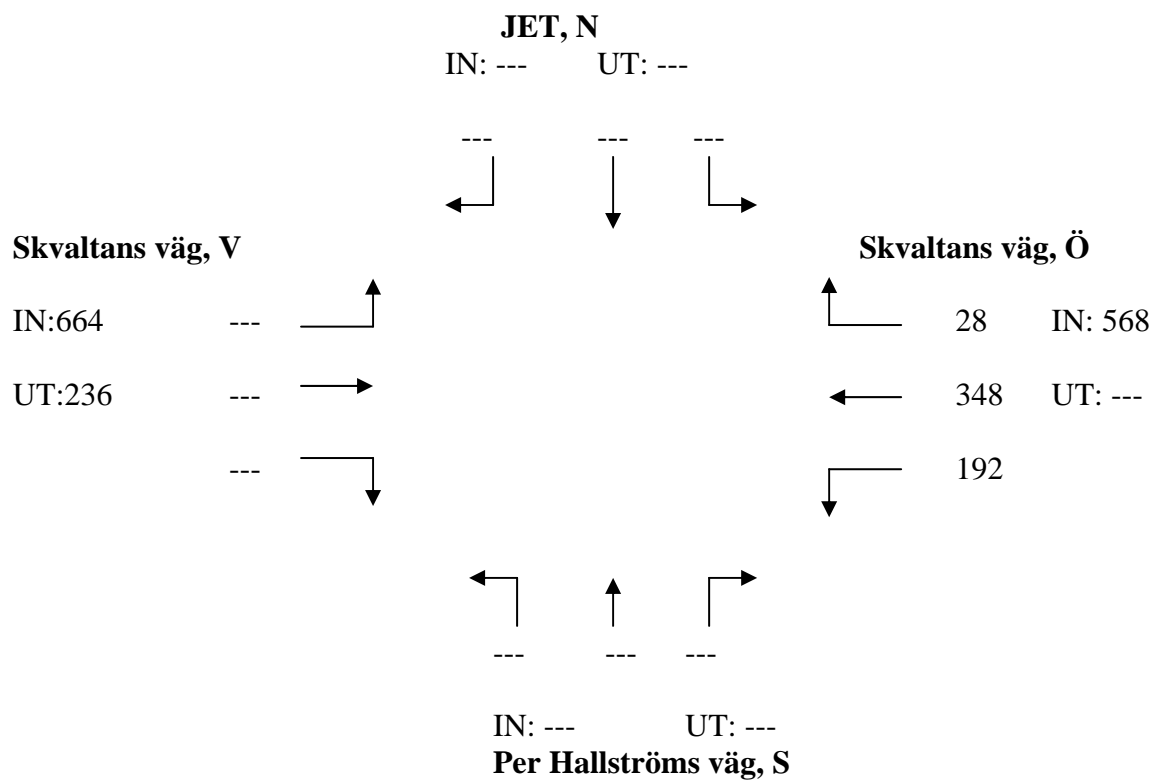 JET, N
IN: --- UT: ---
--- --- ---
Skvaltans väg, V Skvaltans väg, Ö
IN:664 --- 28 IN: 568
UT:236 --- 348 UT: ---
--- 192
--- --- ---
IN: --- UT: ---
Per Hallströms väg, S